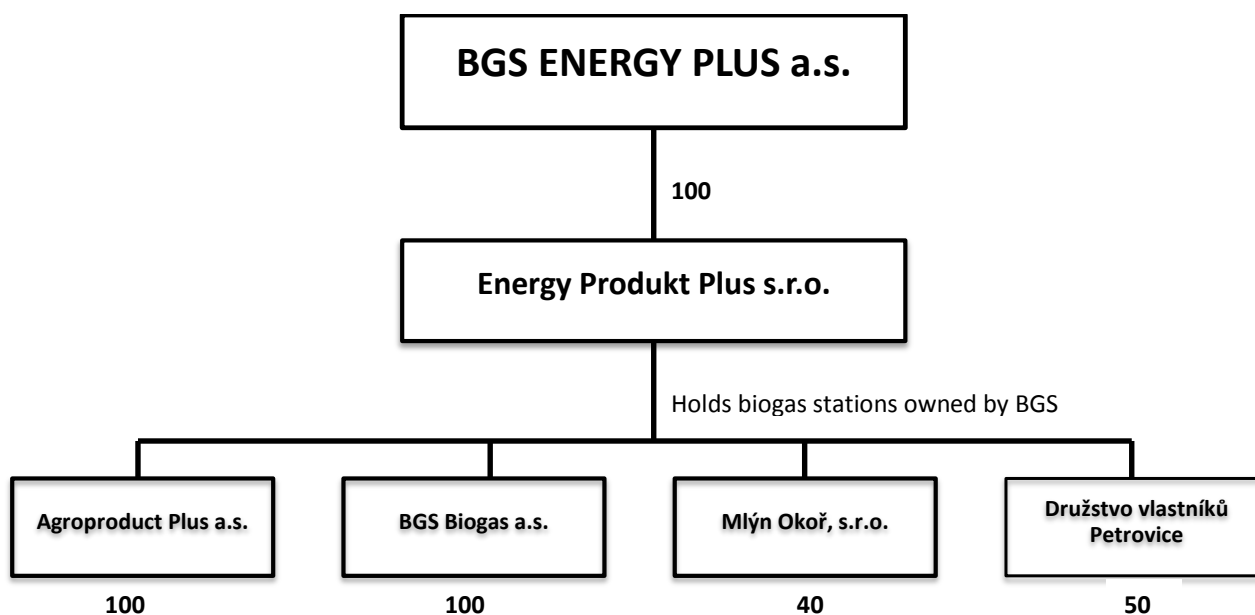 BGS ENERGY PLUS a.s.
100
Energy Produkt Plus s.r.o.
Holds biogas stations owned by BGS
Agroproduct Plus a.s.
BGS Biogas a.s.
Mlýn Okoř, s.r.o.
Družstvo vlastníků
Petrovice
100
100
40
50